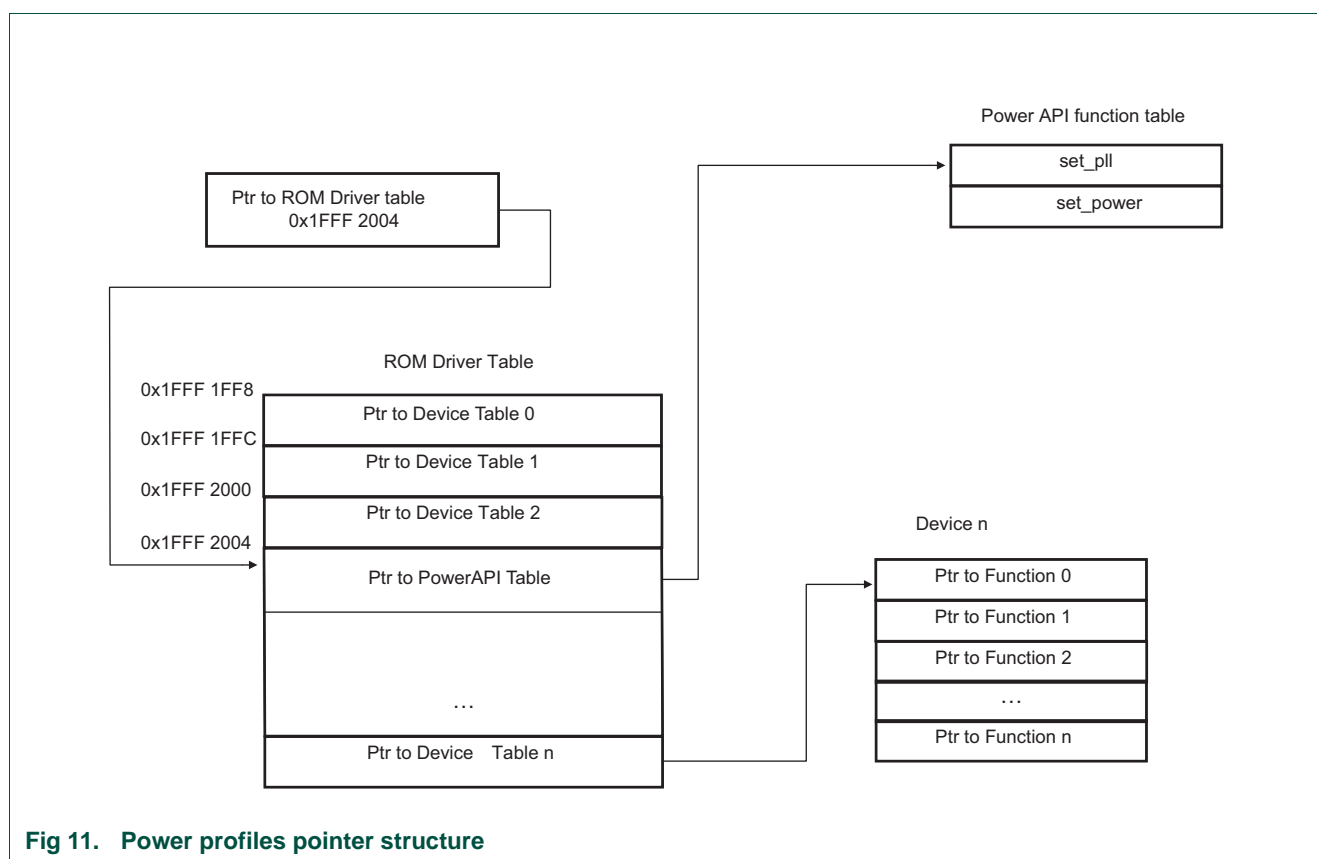 Power API function table
set_pll
set_power
Ptr to ROM Driver table
0x1FFF 2004
ROM Driver Table
0x1FFF 1FF8
Ptr to Device Table 0
0x1FFF 1FFC
Ptr to Device Table 1
0x1FFF 2000
Ptr to Device Table 2
0x1FFF 2004
Ptr to PowerAPI Table
…
Ptr to Device Table n
Device n
Ptr to Function 0
Ptr to Function 1
Ptr to Function 2
…
Ptr to Function n
Fig 11. Power profiles pointer structure